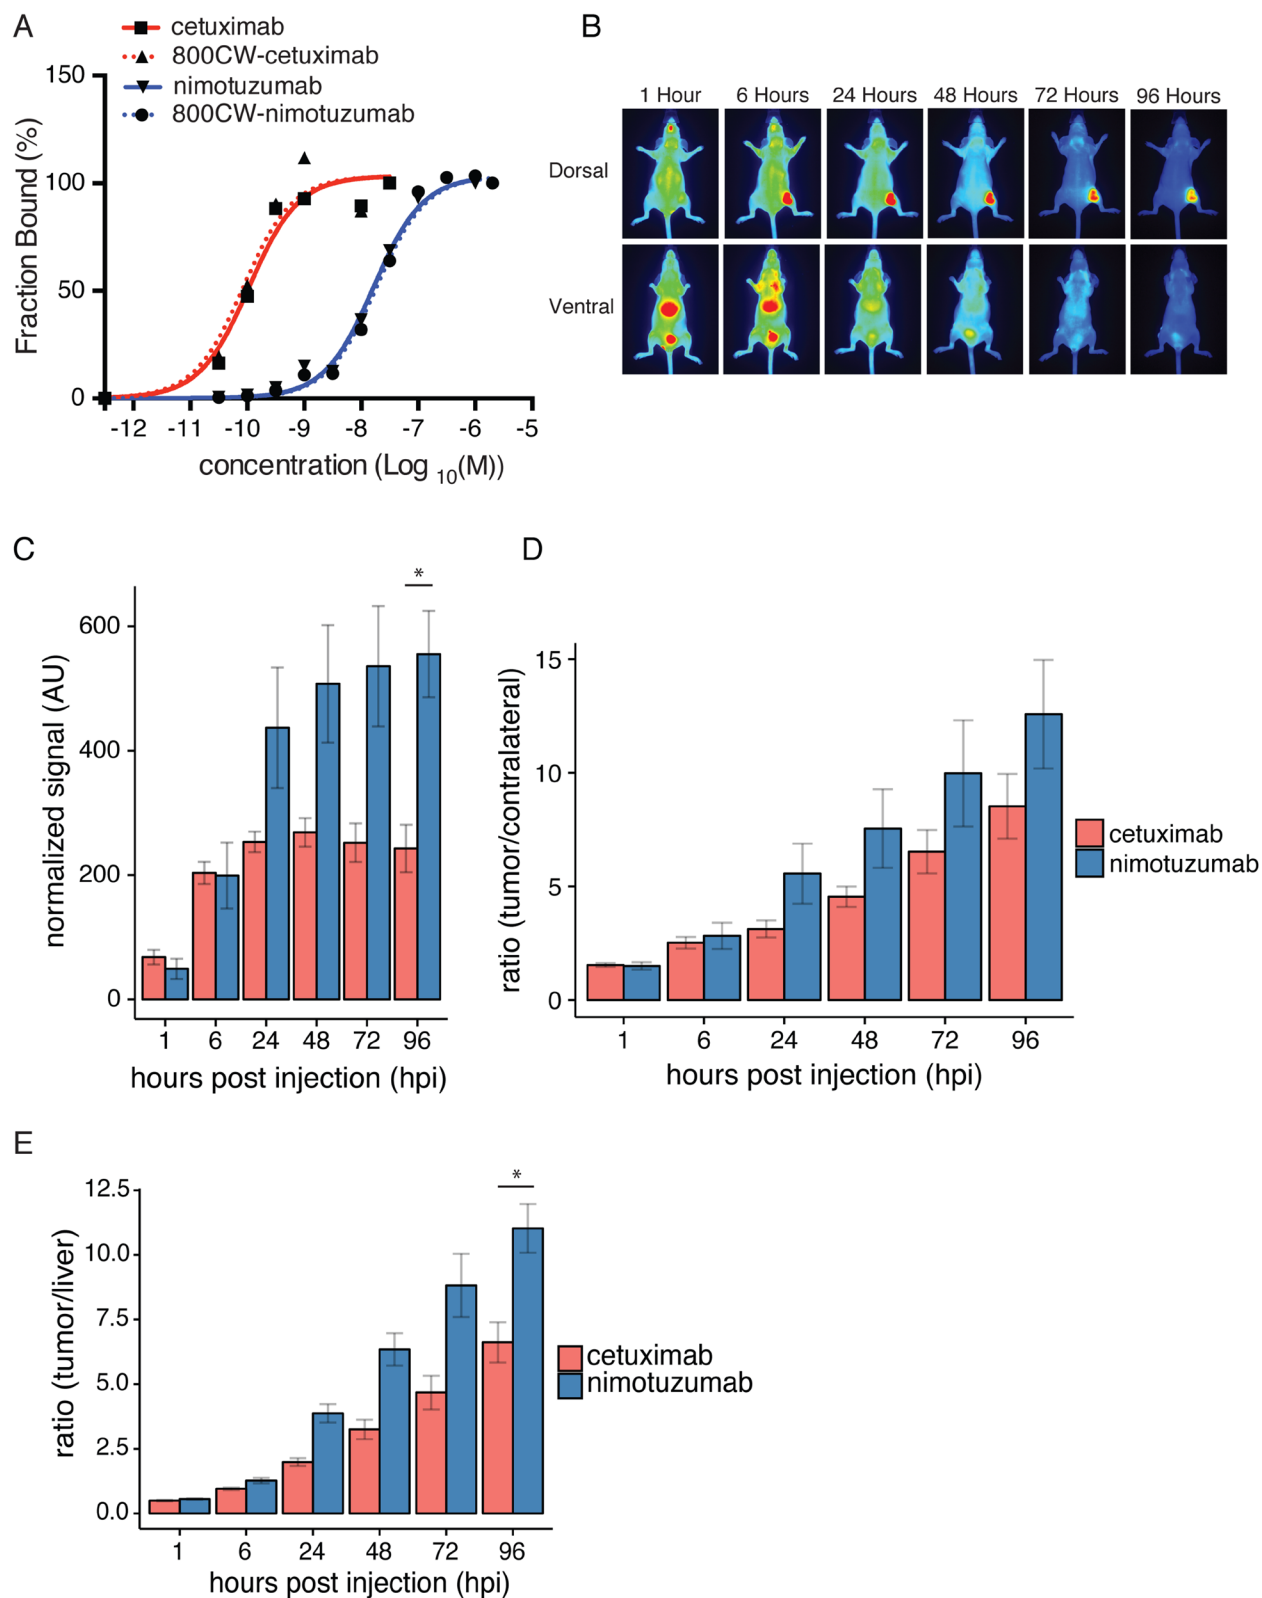 A
cetuximab
800CW-cetuximab
nimotuzumab
800CW-nimotuzumab
150
100
50
0
Fraction Bound (%)
-12 -11 -10 -9 -8 -7 -6 -5
concentration (Log 10(M))
B
1 Hour 6 Hours 24 Hours 48 Hours 72 Hours 96 Hours
Dorsal
Ventral
C
*
600
400
200
0
normalized signal (AU)
1 6 24 48 72 96
hours post injection (hpi)
D
15
10
5
0
ratio (tumor/contralateral)
1 6 24 48 72 96
hours post injection (hpi)
cetuximab
nimotuzumab
E
*
12.5
10.0
7.5
5.0
2.5
0.0
ratio (tumor/liver)
1 6 24 48 72 96
hours post injection (hpi)
cetuximab
nimotuzumab